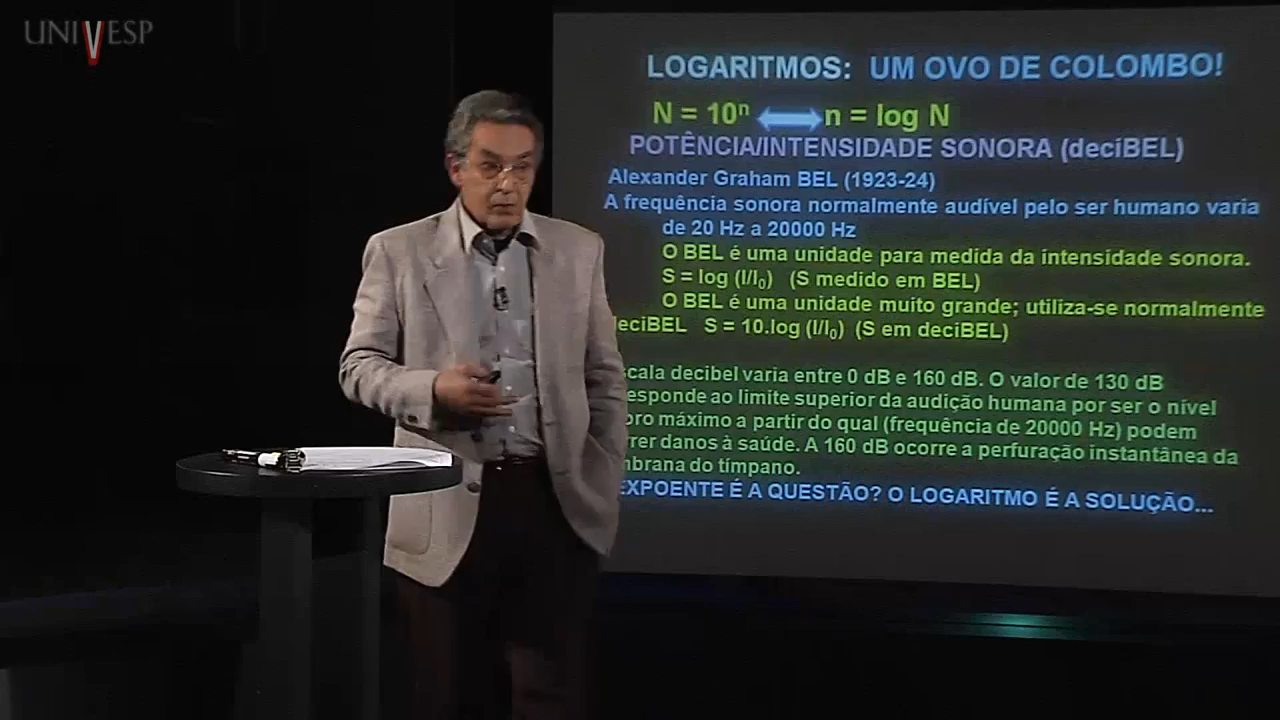 UNIVESP
LOGARITMOS: UM OVO DE COLOMBO!
N = 10ⁿ n = log N
POTÊNCIA/INTENSIDADE SONORA (deciBEL)
Alexander Graham BEL (1923-24)
A frequência sonora normalmente audível pelo ser humano varia
de 20 Hz a 20000 Hz
O BEL é uma unidade para medida da intensidade sonora.
S = log (I/I₀) (S medido em BEL)
O BEL é uma unidade muito grande; utiliza-se normalmente
deciBEL S = 10.log (I/I₀) (S em deciBEL)
decibel varia entre 0 dB e 160 dB. O valor de 130 dB
ao limite superior da audição humana por ser o nível
máximo a partir do qual (frequência de 20000 Hz) podem
danos à saúde. A 160 dB ocorre a perfuração instantânea da
do tímpano.
EXPOENTE É A QUESTÃO? O LOGARITMO É A SOLUÇÃO...